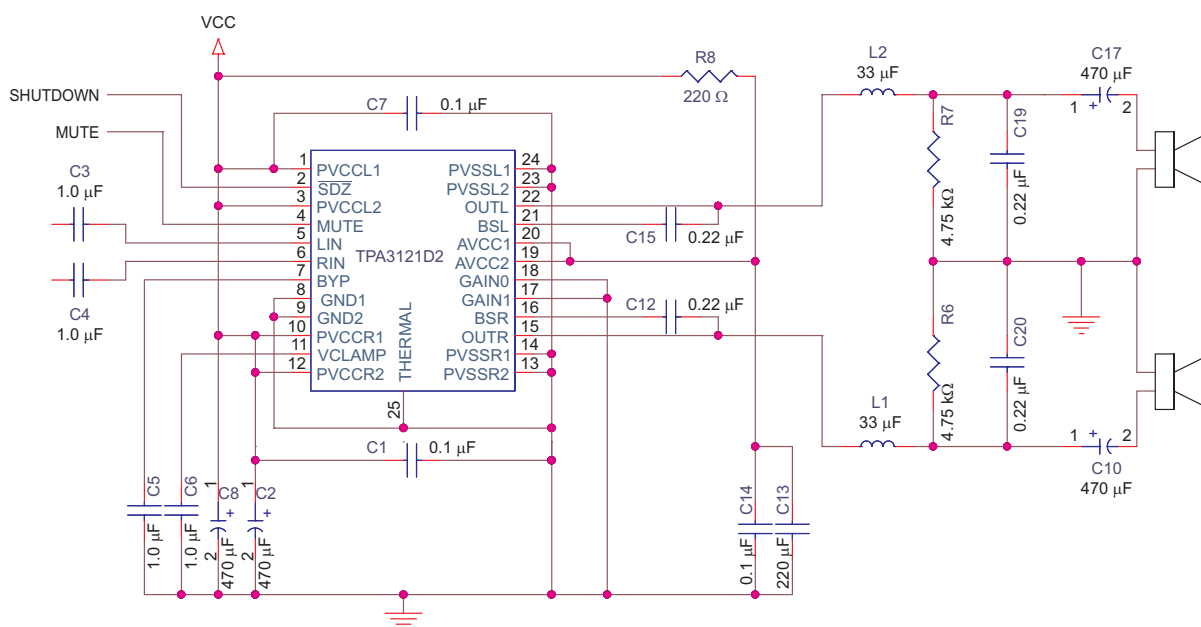 VCC
SHUTDOWN
MUTE
C3
1.0 µF
C4
1.0 µF
C7
0.1 µF
R8
220 Ω
L2
33 µF
C17
470 µF
1
+
2
R7
4.75 kΩ
C19
0.22 µF
1
PVCCL1
2
SDZ
3
PVCCL2
4
MUTE
5
LIN
6
RIN
7
BYP
8
GND1
9
GND2
10
PVCCR1
11
VCLAMP
12
PVCCR2
TPA3121D2
THERMAL
25
24
PVSSL1
23
PVSSL2
22
OUTL
21
BSL
20
AVCC1
19
AVCC2
18
GAIN0
17
GAIN1
16
BSR
15
OUTR
14
PVSSR1
13
PVSSR2
C15
0.22 µF
C12
0.22 µF
R6
4.75 kΩ
C20
0.22 µF
L1
33 µF
1
+
2
C10
470 µF
C1
0.1 µF
C5
1.0 µF
C6
1.0 µF
1
C8
+
2
470 µF
1
C2
+
2
470 µF
C14
0.1 µF
C13
220 µF